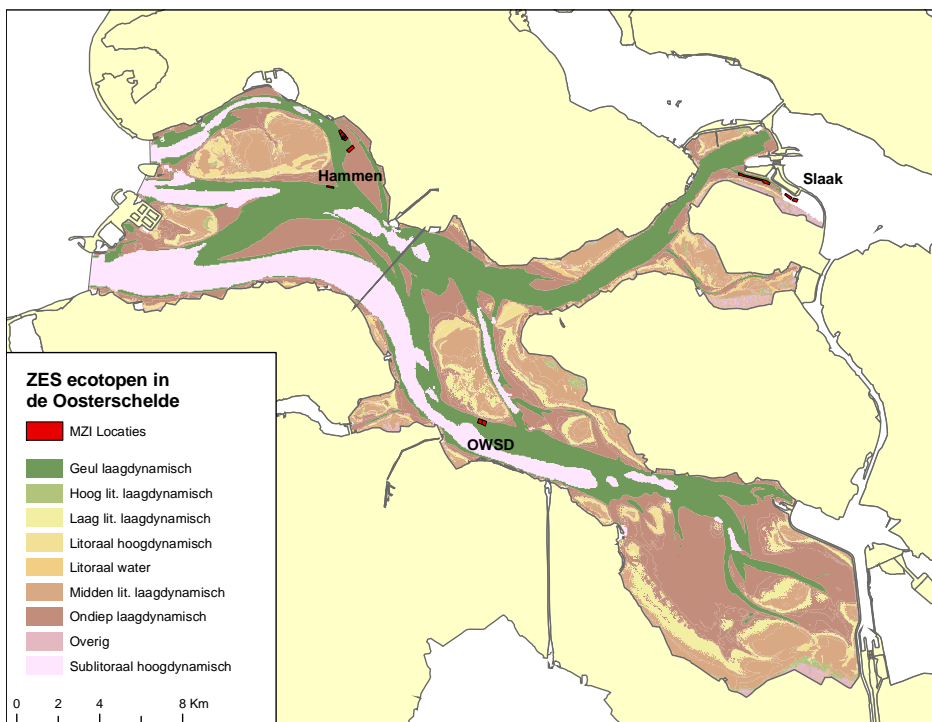 Hammen
Slaak
OWSD
ZES ecotopen in
de Oosterschelde
MZI Locaties
Geul laagdynamisch
Hoog lit. laagdynamisch
Laag lit. laagdynamisch
Litoraal hoogdynamisch
Litoraal water
Midden lit. laagdynamisch
Ondiep laagdynamisch
Overig
Sublitoraal hoogdynamisch
0 2 4 8 Km